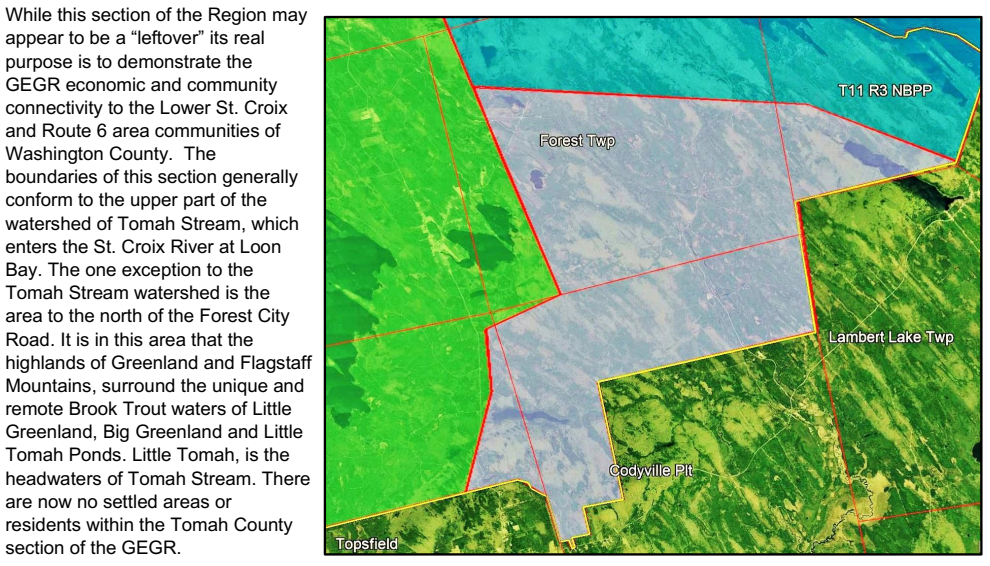 While this section of the Region may
appear to be a “leftover” its real
purpose is to demonstrate the
GEGR economic and community
connectivity to the Lower St. Croix
and Route 6 area communities of
Washington County.  The
boundaries of this section generally
conform to the upper part of the
watershed of Tomah Stream, which
enters the St. Croix River at Loon
Bay. The one exception to the
Tomah Stream watershed is the
area to the north of the Forest City
Road. It is in this area that the
highlands of Greenland and Flagstaff
Mountains, surround the unique and
remote Brook Trout waters of Little
Greenland, Big Greenland and Little
Tomah Ponds. Little Tomah, is the
headwaters of Tomah Stream. There
are now no settled areas or
residents within the Tomah County
section of the GEGR.
T11 R3 NBPP
Forest Twp
Lambert Lake Twp
Codyville Plt
Topsfield